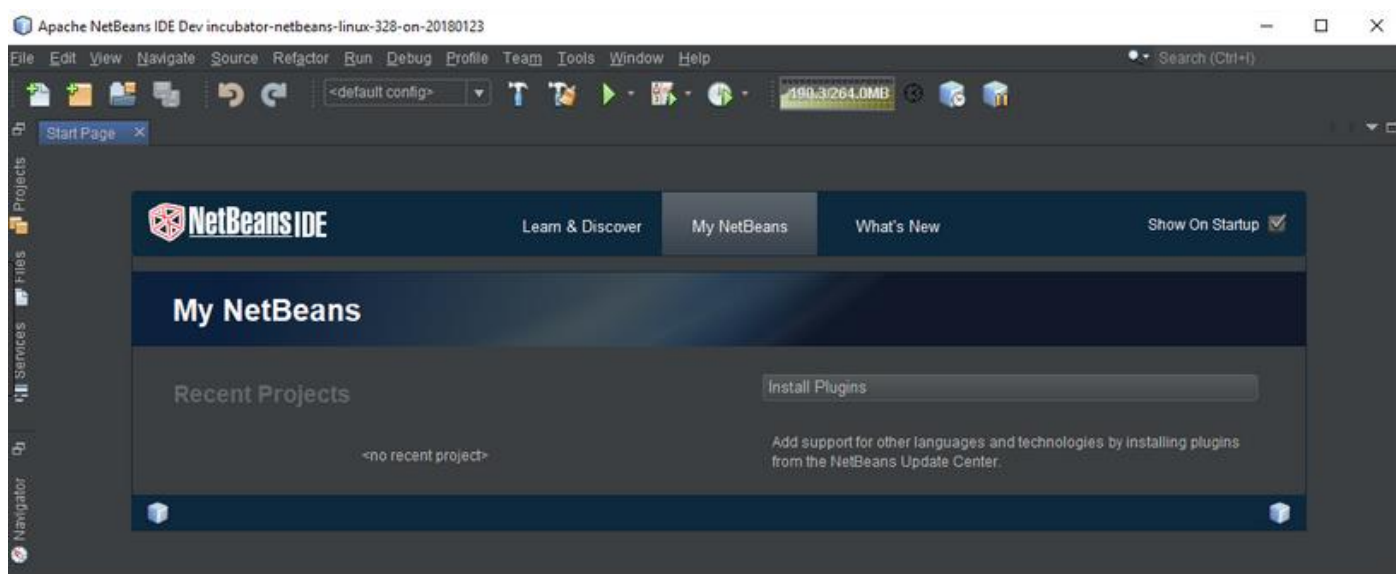 Apache NetBeans IDE Dev incubator-netbeans-linux-328-on-20180123
File Edit View Navigate Source Refactor Run Debug Profile Team Tools Window Help
Search (Ctrl+I)
<default config>
190.3/264.0MB
Start Page
Projects
Files
Services
Navigator
NetBeans IDE
Learn & Discover
My NetBeans
What's New
Show On Startup
My NetBeans
Recent Projects
<no recent project>
Install Plugins
Add support for other languages and technologies by installing plugins
from the NetBeans Update Center.